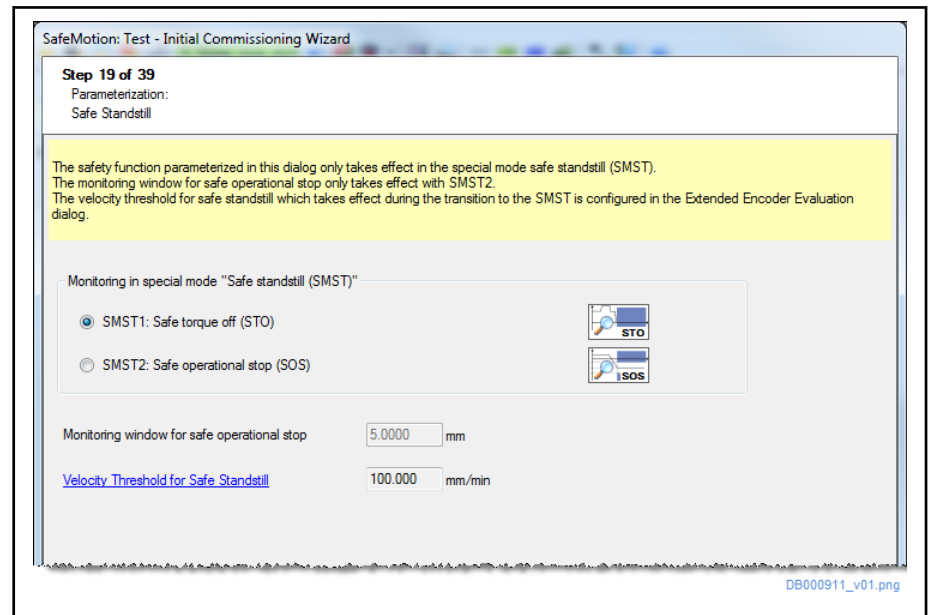 SafeMotion: Test - Initial Commissioning Wizard
Step 19 of 39
Parameterization:
Safe Standstill
The safety function parameterized in this dialog only takes effect in the special mode safe standstill (SMST).
The monitoring window for safe operational stop only takes effect with SMST2.
The velocity threshold for safe standstill which takes effect during the transition to the SMST is configured in the Extended Encoder Evaluation
dialog.
Monitoring in special mode "Safe standstill (SMST)"
SMST1: Safe torque off (STO)
STO
SMST2: Safe operational stop (SOS)
SOS
Monitoring window for safe operational stop 5.0000 mm
Velocity Threshold for Safe Standstill 100.000 mm/min
DB000911_v01.png